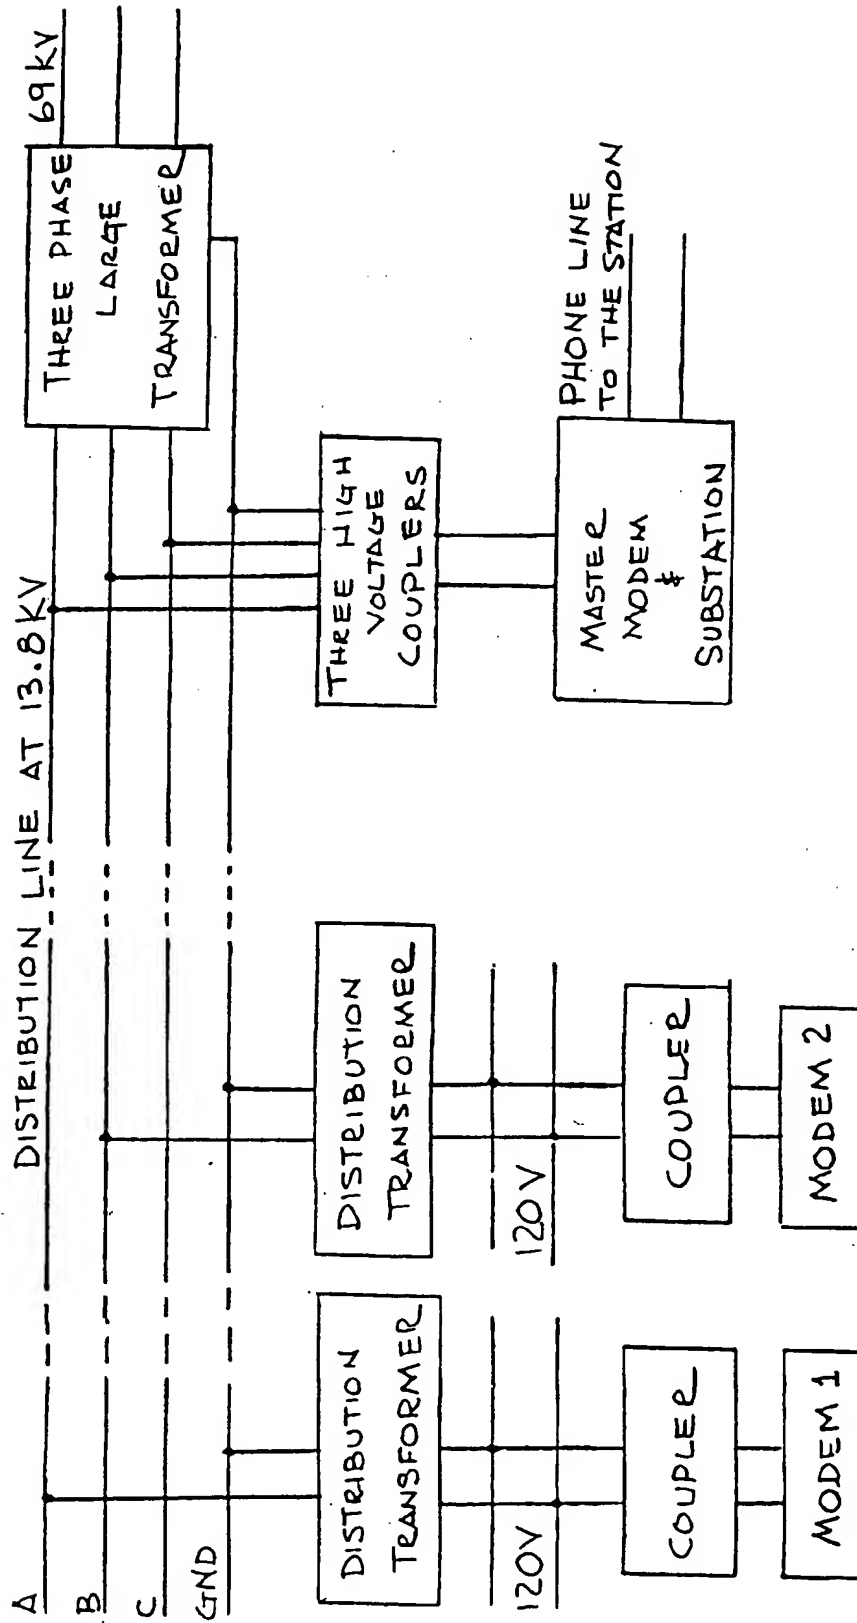 DISTRIBUTION LINE AT 13.8KV
69KV
A
B
C
GND
THREE PHASE
LARGE
TRANSFORMER
DISTRIBUTION
TRANSFORMER
DISTRIBUTION
TRANSFORMER
THREE HIGH
VOLTAGE
COUPLERS
120V
120V
PHONE LINE
TO THE STATION
COUPLER
COUPLER
MASTER
MODEM
&
SUBSTATION
MODEM 1
MODEM 2